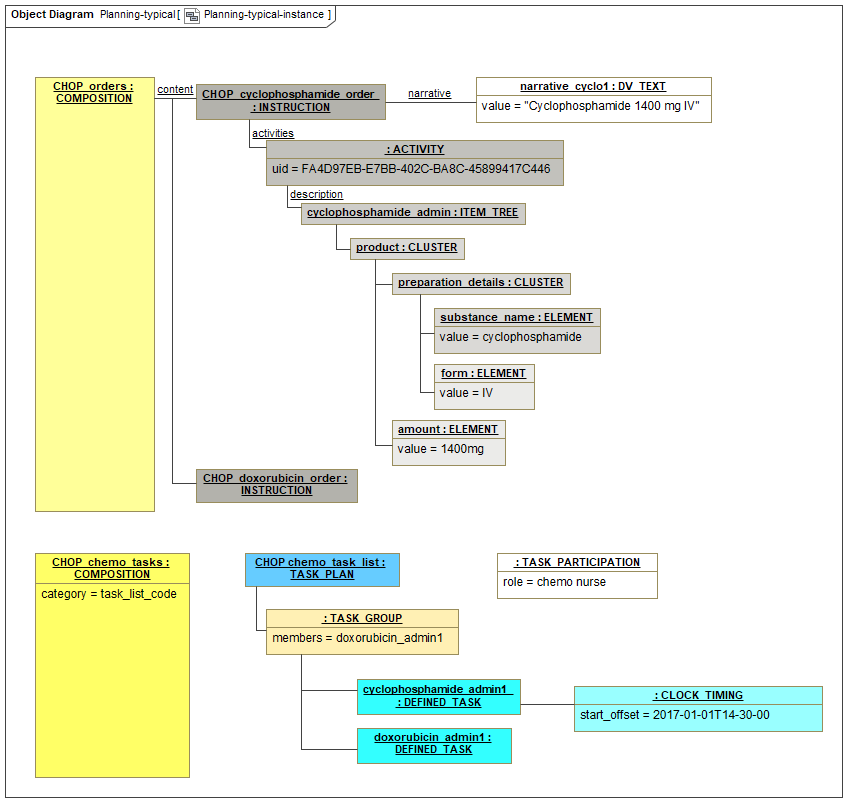 Object Diagram Planning-typical [ Planning-typical-instance ]
CHOP_orders :
COMPOSITION
content
CHOP_cyclophosphamide_order
: INSTRUCTION
narrative
narrative_cyclo1 : DV_TEXT
value = "Cyclophosphamide 1400 mg IV"
activities
: ACTIVITY
uid = FA4D97EB-E7BB-402C-BA8C-45899417C446
description
cyclophosphamide_admin : ITEM_TREE
product : CLUSTER
preparation_details : CLUSTER
substance_name : ELEMENT
value = cyclophosphamide
form : ELEMENT
value = IV
amount : ELEMENT
value = 1400mg
CHOP_doxorubicin_order :
INSTRUCTION
CHOP_chemo_tasks :
COMPOSITION
category = task_list_code
CHOP chemo_task_list :
TASK_PLAN
: TASK_PARTICIPATION
role = chemo nurse
: TASK_GROUP
members = doxorubicin_admin1
cyclophosphamide_admin1
: DEFINED_TASK
: CLOCK_TIMING
start_offset = 2017-01-01T14-30-00
doxorubicin_admin1 :
DEFINED_TASK